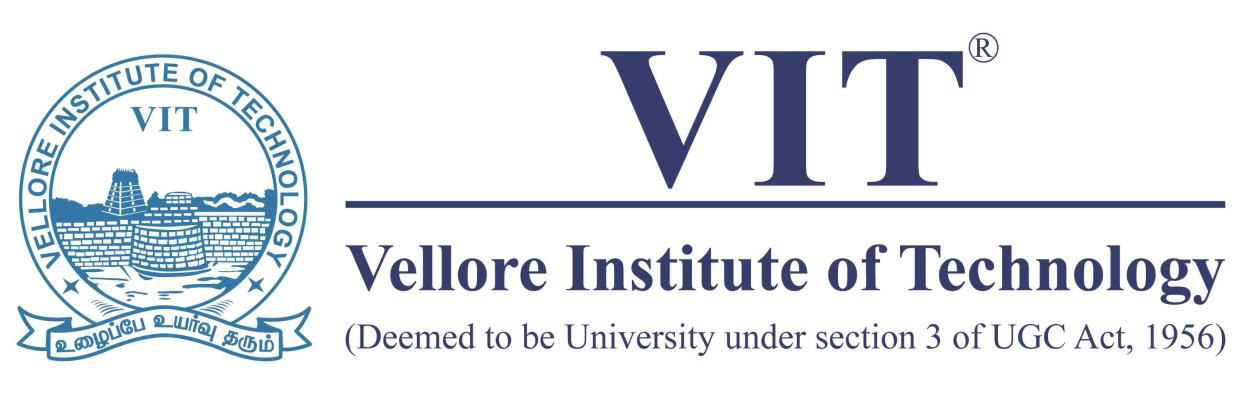 VELLORE INSTITUTE OF TECHNOLOGY
VIT
உழைப்பே உயர்வு தரும்
VIT®
Vellore Institute of Technology
(Deemed to be University under section 3 of UGC Act, 1956)